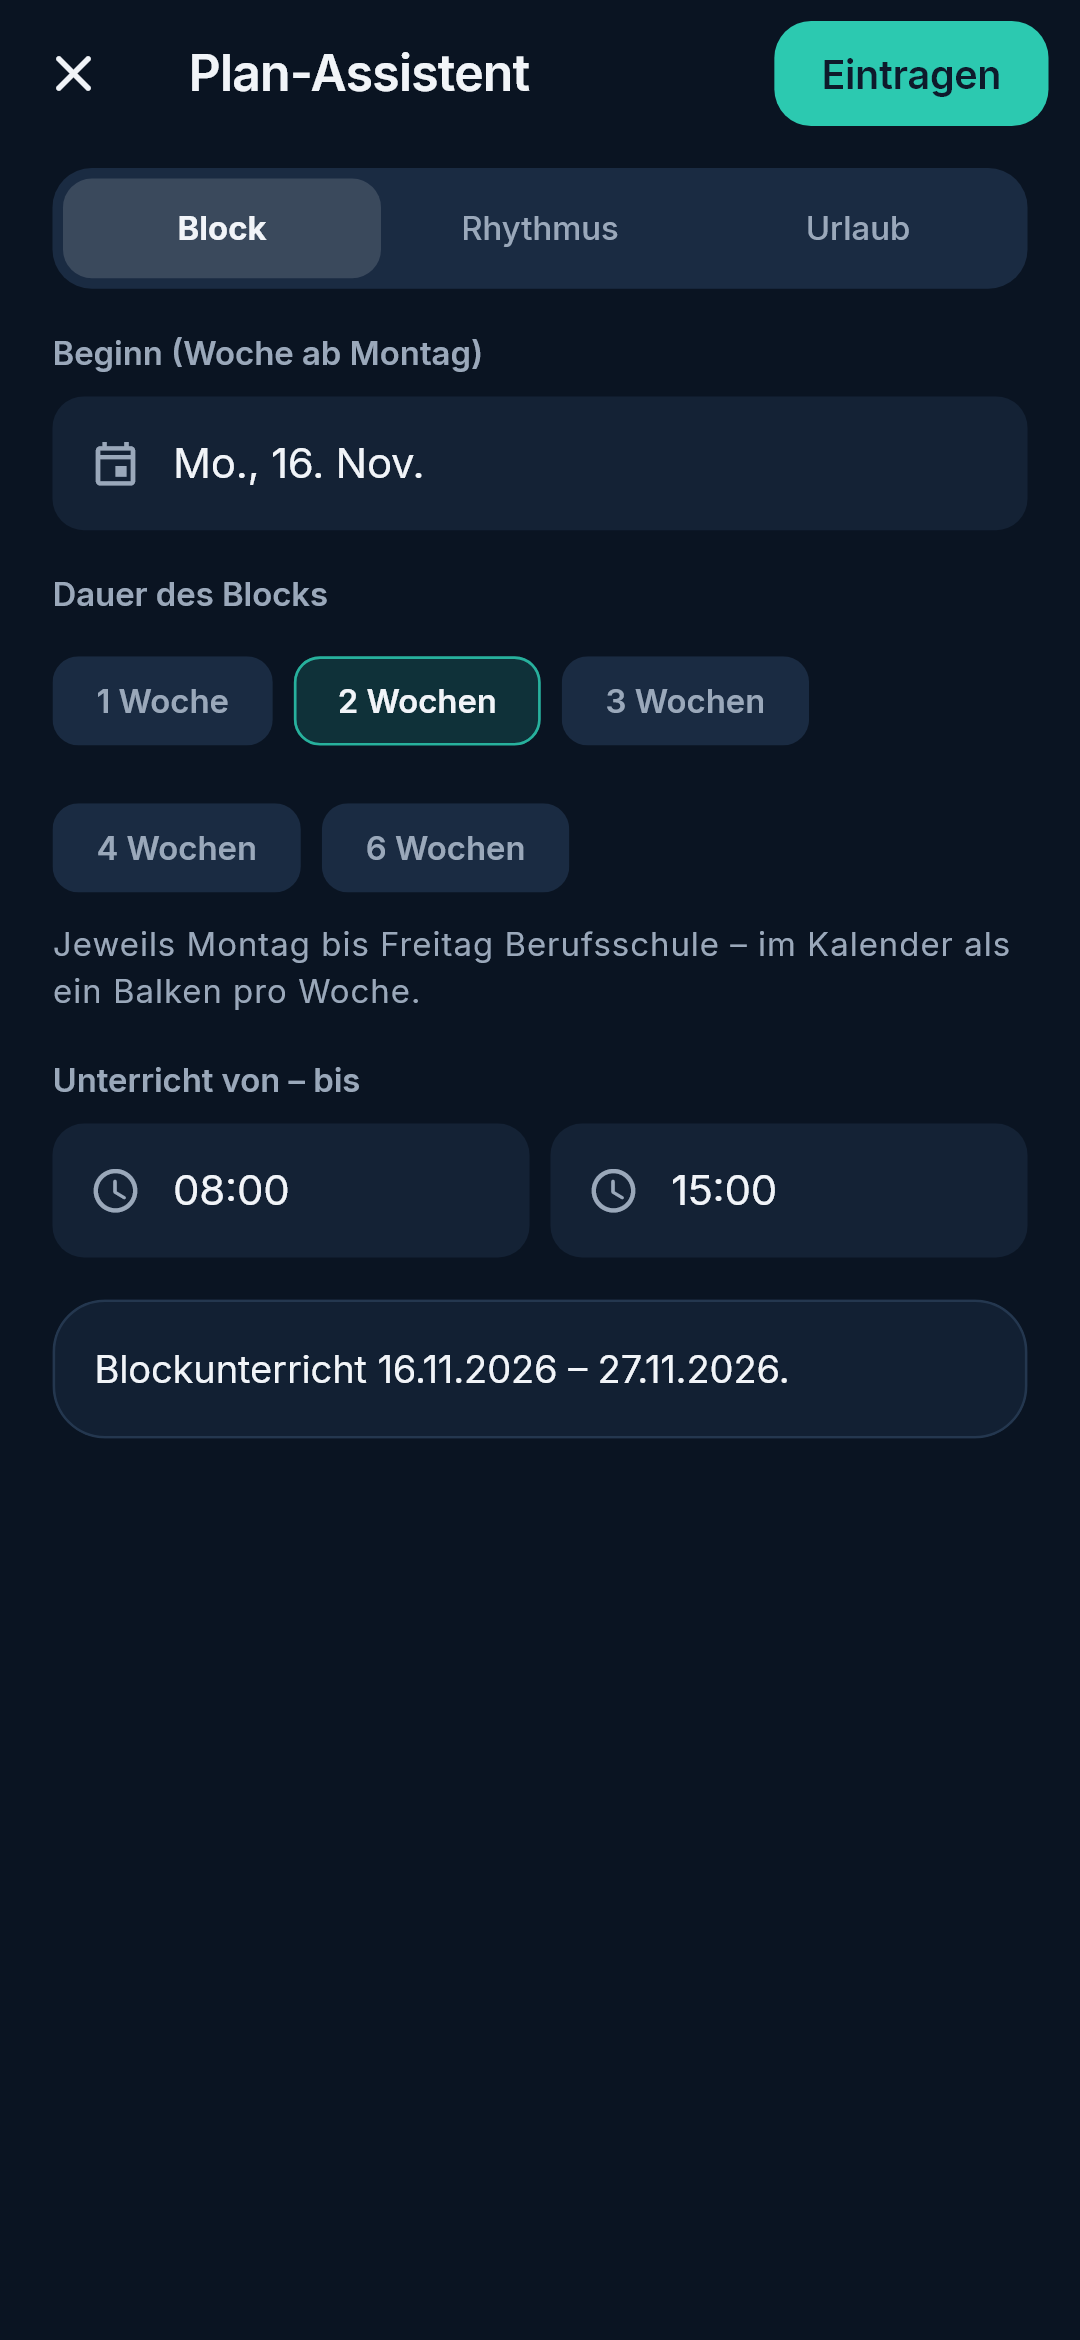 Plan-Assistent
Eintragen
Block
Rhythmus
Urlaub
Beginn (Woche ab Montag)
Mo., 16. Nov.
Dauer des Blocks
1 Woche
2 Wochen
3 Wochen
4 Wochen
6 Wochen
Jeweils Montag bis Freitag Berufsschule – im Kalender als
ein Balken pro Woche.
Unterricht von – bis
08:00
15:00
Blockunterricht 16.11.2026 – 27.11.2026.